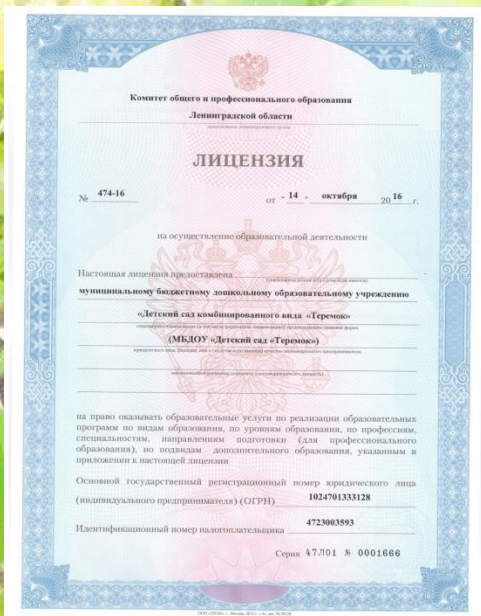 Комитет общего и профессионального образования
Ленинградской области
ЛИЦЕНЗИЯ
№ 474-16 от « 14 » октября 20 16 г.
на осуществление образовательной деятельности
Настоящая лицензия предоставлена
муниципальному бюджетному дошкольному образовательному учреждению
«Детский сад комбинированного вида «Теремок»
(МБДОУ «Детский сад «Теремок»)
на право оказывать образовательные услуги по реализации образовательных
программ по видам образования, по уровням образования, по профессиям,
специальностям, направлениям подготовки (для профессионального
образования), по подвидам дополнительного образования, указанным в
приложении к настоящей лицензии
Основной государственный регистрационный номер юридического лица
(индивидуального предпринимателя) (ОГРН) 1024701333128
Идентификационный номер налогоплательщика 4723003593
Серия 47Л01 № 0001666